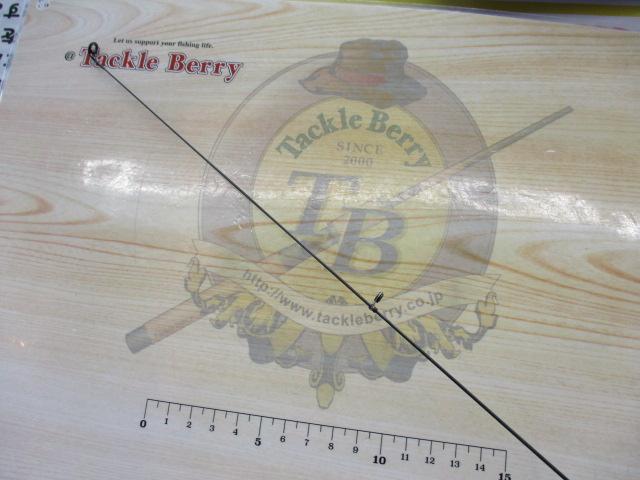 Let us support your fishing life.
@ Tackle Berry
Tackle Berry
SINCE
2000
TB
http://www.tackleberry.co.jp
0 1 2 3 4 5 6 7 8 9 10 11 12 13 14 15